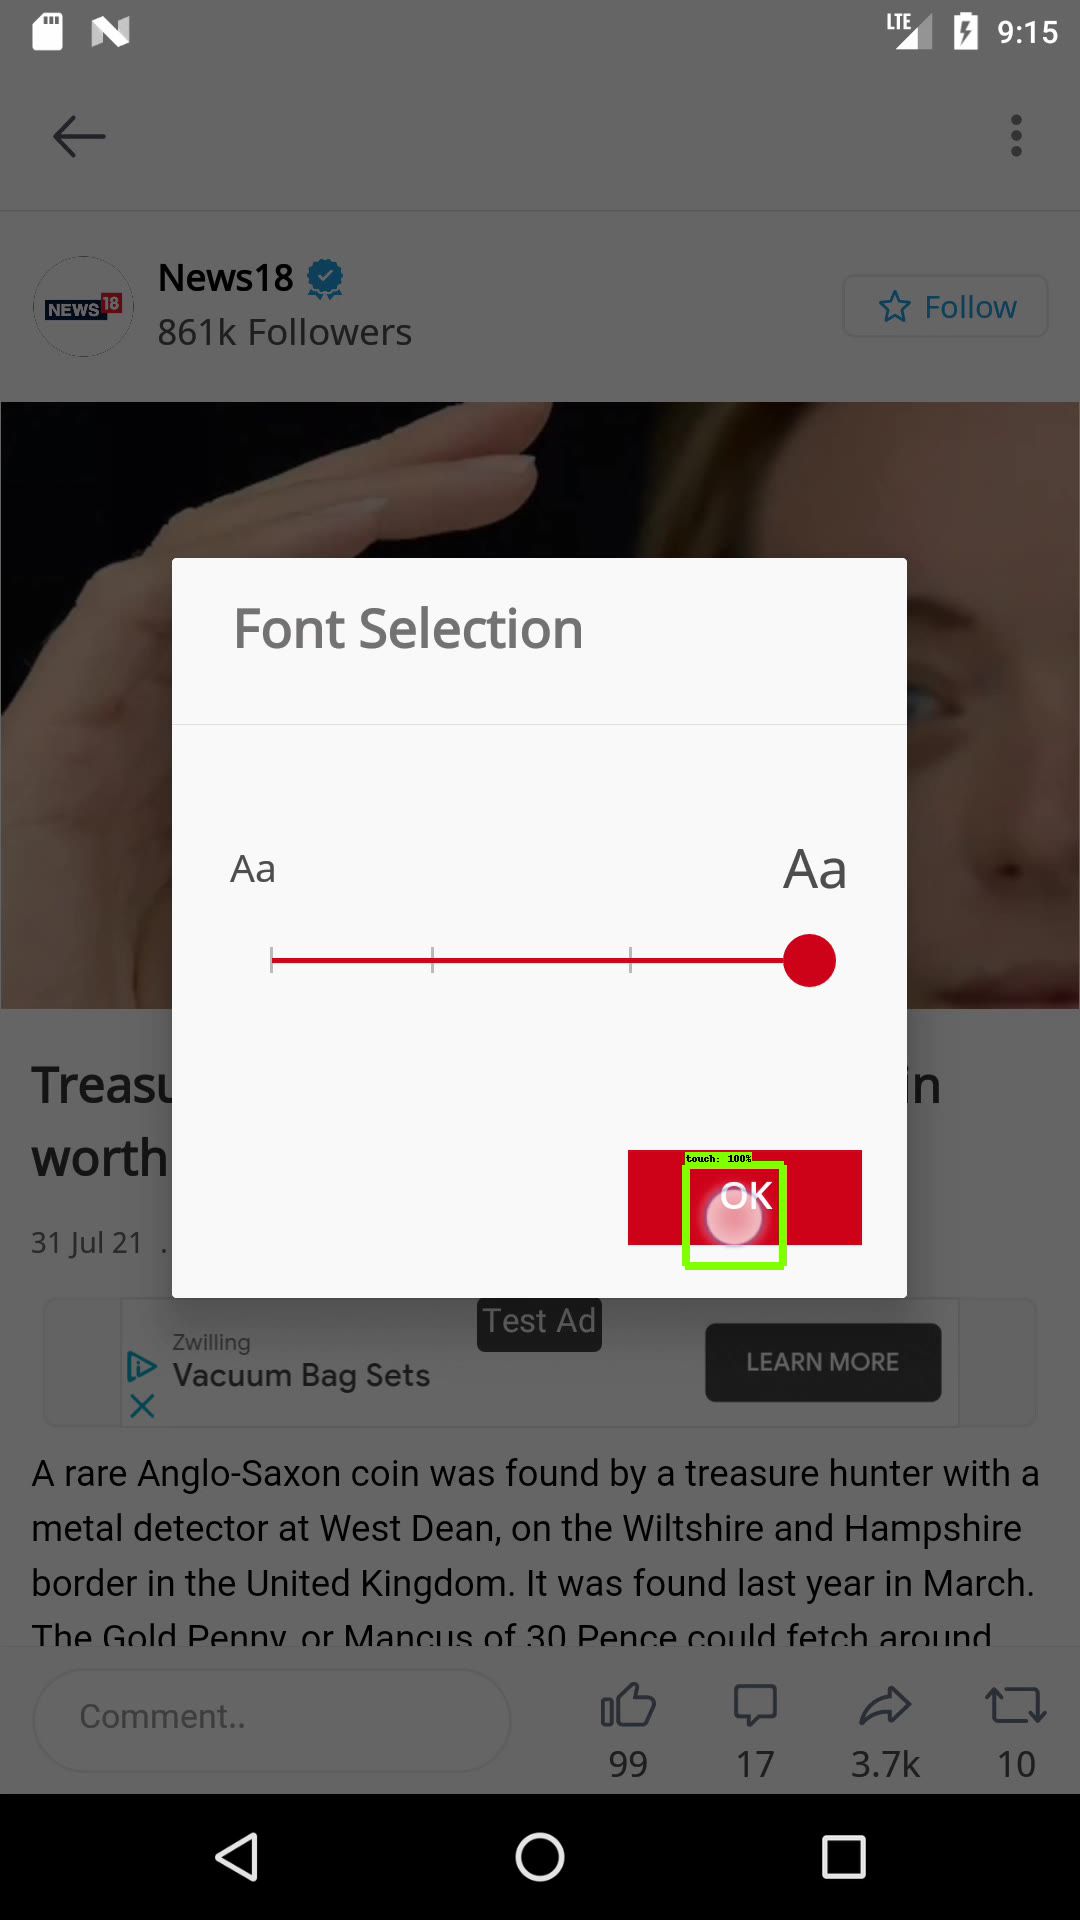 LTE 9:15
News18
NEWS 18
861k Followers
Follow
Font Selection
Aa Aa
Treasu in
worth
touch: 100%
OK
31 Jul 21 .
Test Ad
Zwilling
Vacuum Bag Sets
LEARN MORE
A rare Anglo-Saxon coin was found by a treasure hunter with a
metal detector at West Dean, on the Wiltshire and Hampshire
border in the United Kingdom. It was found last year in March.
The Gold Penny, or Mancus of 30 Pence could fetch around
Comment..
99 17 3.7k 10